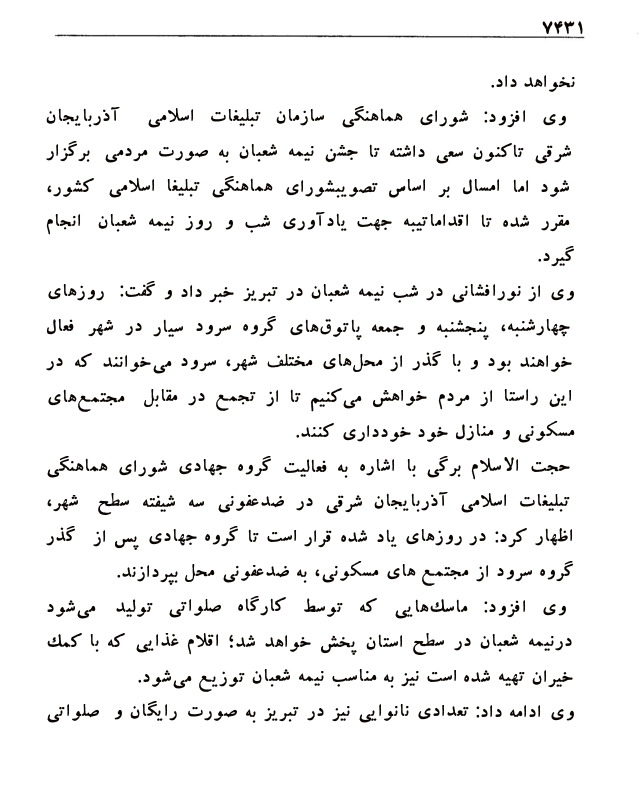 ۷۴۳۱
نخواهد داد.
وی افزود: شورای هماهنگی سازمان تبلیغات اسلامی آذربایجان
شرقی تاکنون سعی داشته تا جشن نیمه شعبان به صورت مردمی برگزار
شود اما امسال بر اساس تصویبشورای هماهنگی تبلیغا اسلامی کشور،
مقرر شده تا اقداماتیبه جهت یادآوری شب و روز نیمه شعبان انجام
گیرد.
وی از نورافشانی در شب نیمه شعبان در تبریز خبر داد و گفت: روزهای
چهارشنبه، پنجشنبه و جمعه پاتوق‌های گروه سرود سیار در شهر فعال
خواهند بود و با گذر از محل‌های مختلف شهر، سرود می‌خوانند که در
این راستا از مردم خواهش می‌کنیم تا از تجمع در مقابل مجتمع‌های
مسکونی و منازل خود خودداری کنند.
حجت الاسلام برگی با اشاره به فعالیت گروه جهادی شورای هماهنگی
تبلیغات اسلامی آذربایجان شرقی در ضدعفونی سه شیفته سطح شهر،
اظهار کرد: در روزهای یاد شده قرار است تا گروه جهادی پس از گذر
گروه سرود از مجتمع های مسکونی، به ضدعفونی محل بپردازند.
وی افزود: ماسک‌هایی که توسط کارگاه صلواتی تولید می‌شود
درنیمه شعبان در سطح استان پخش خواهد شد؛ اقلام غذایی که با کمک
خیران تهیه شده است نیز به مناسب نیمه شعبان توزیع می‌شود.
وی ادامه داد: تعدادی نانوایی نیز در تبریز به صورت رایگان و صلواتی